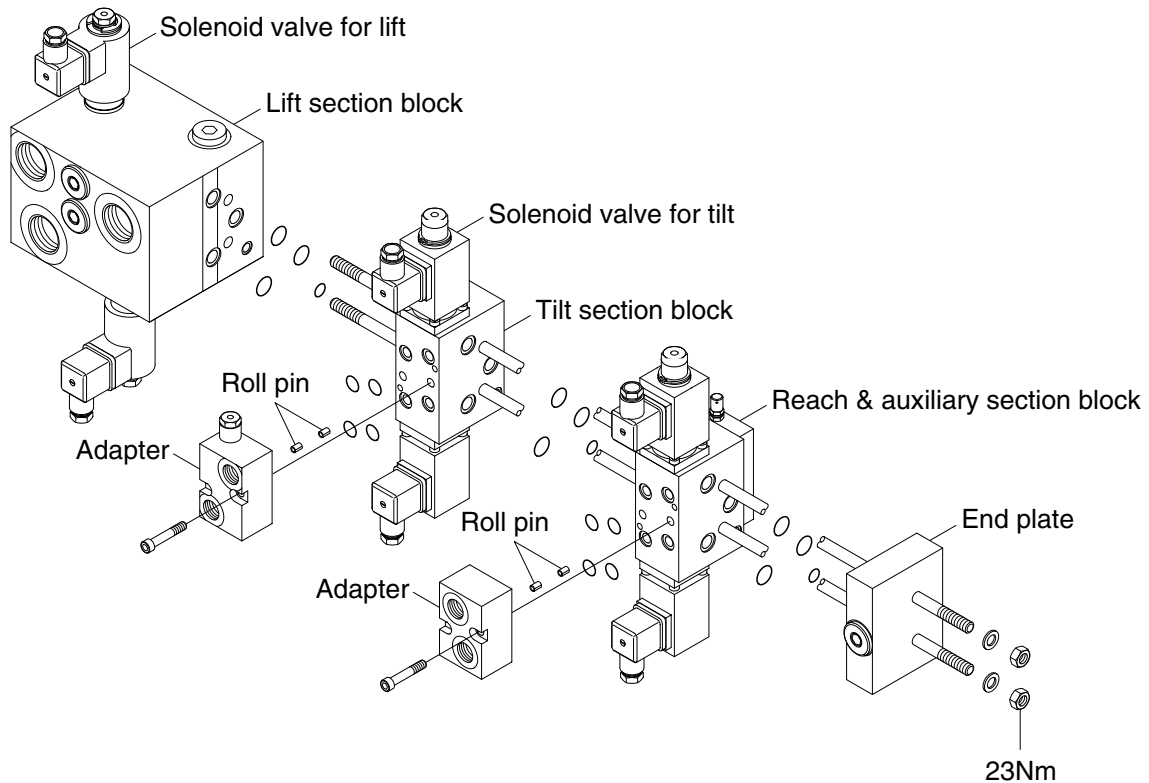 Solenoid valve for lift
Lift section block
Solenoid valve for tilt
Tilt section block
Roll pin
Reach & auxiliary section block
Adapter
Roll pin
End plate
Adapter
23Nm